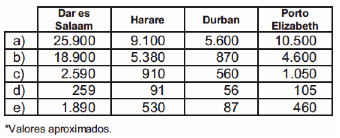 Dar es Salaam Harare Durban Porto Elizabeth
a) 25.900 9.100 5.600 10.500
b) 18.900 5.380 870 4.600
c) 2.590 910 560 1.050
d) 259 91 56 105
e) 1.890 530 87 460
*Valores aproximados.